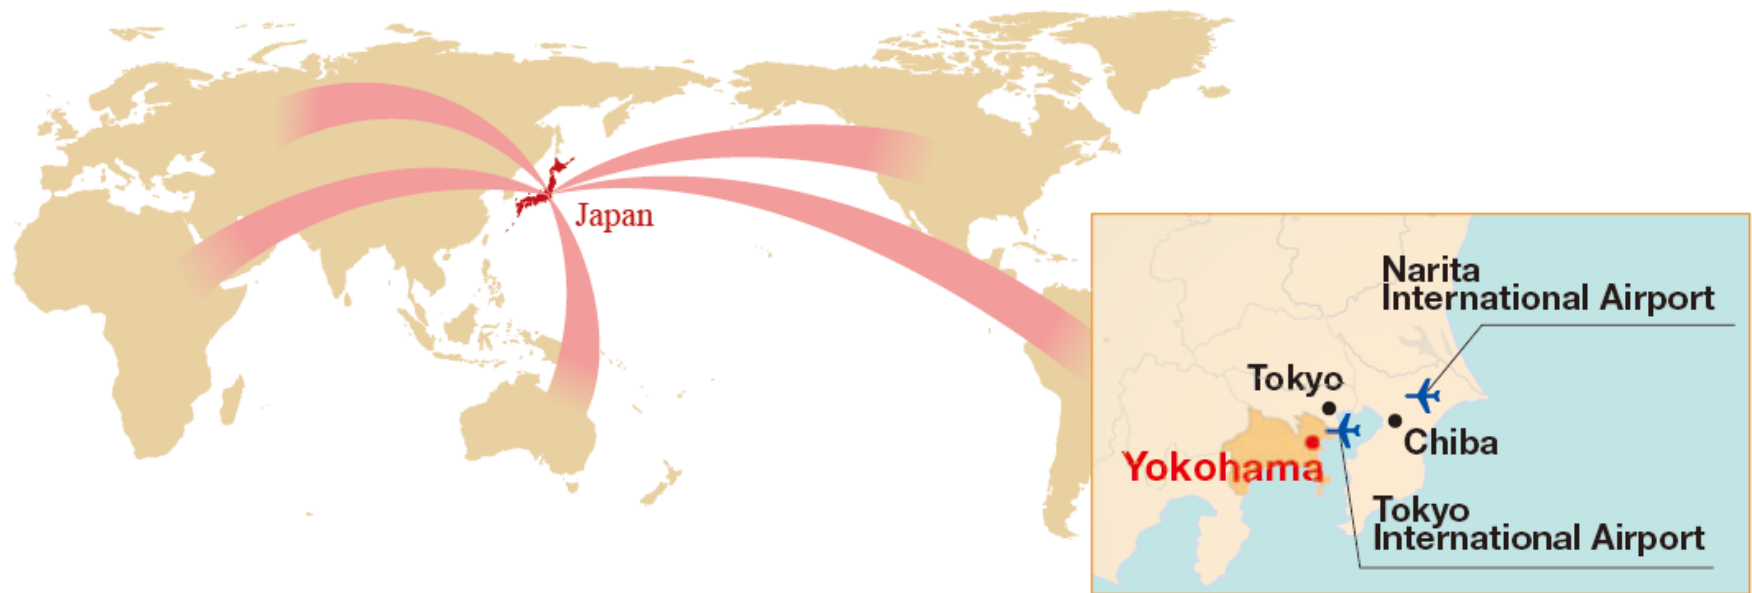 Japan
Narita
International Airport
Tokyo
Chiba
Yokohama
Tokyo
International Airport